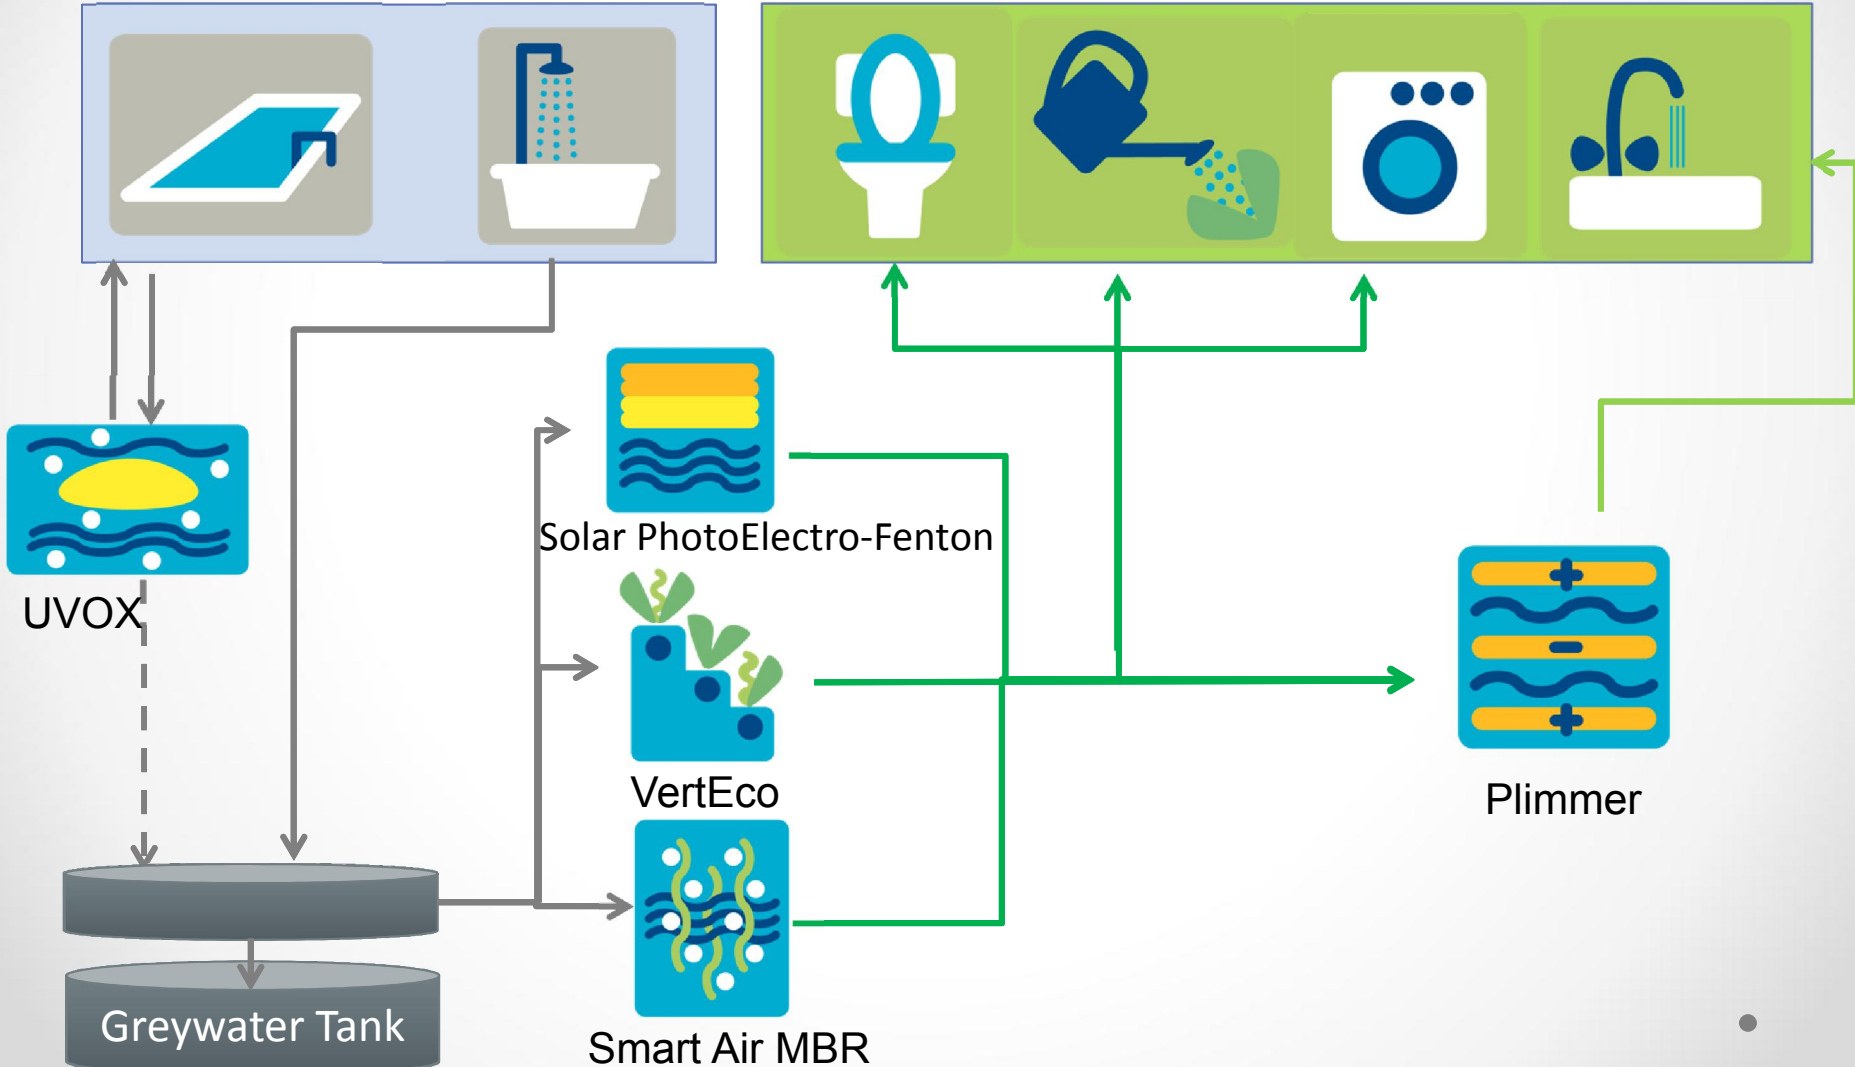 Solar PhotoElectro-Fenton
UVOX
VertEco
Plimmer
Greywater Tank
Smart Air MBR